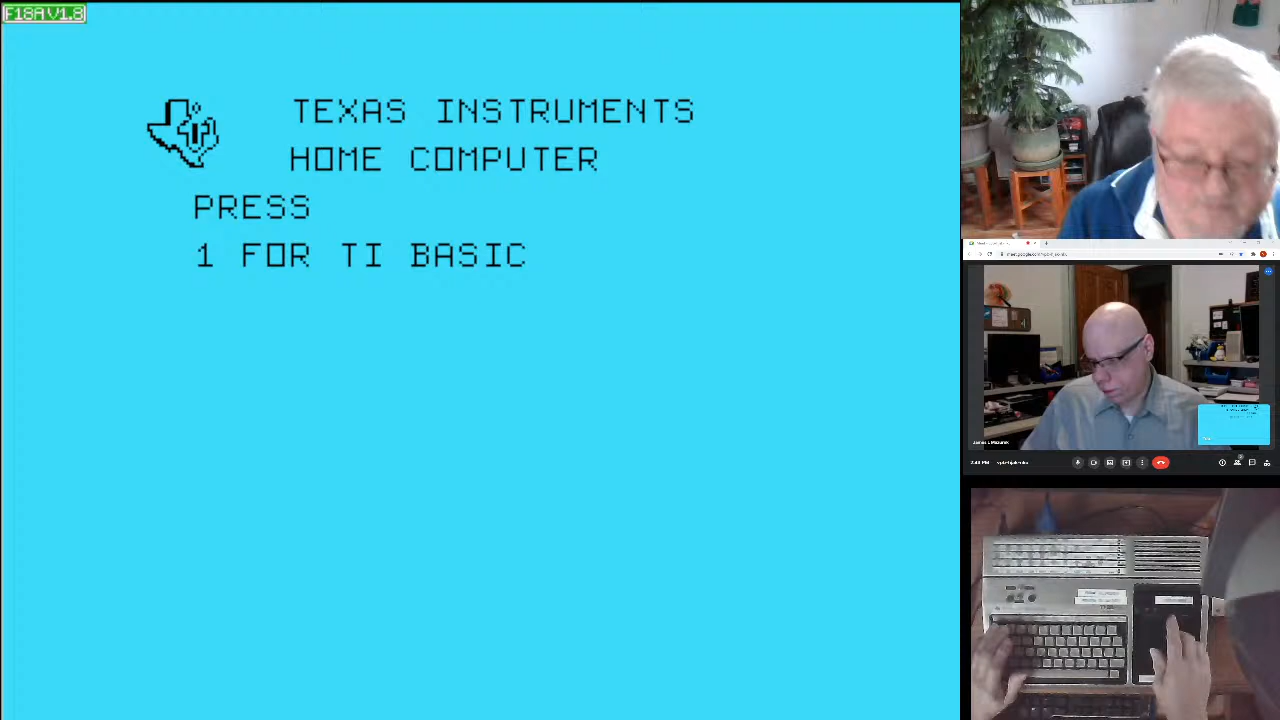 F18A V1.8
TEXAS INSTRUMENTS
HOME COMPUTER
PRESS
1 FOR TI BASIC